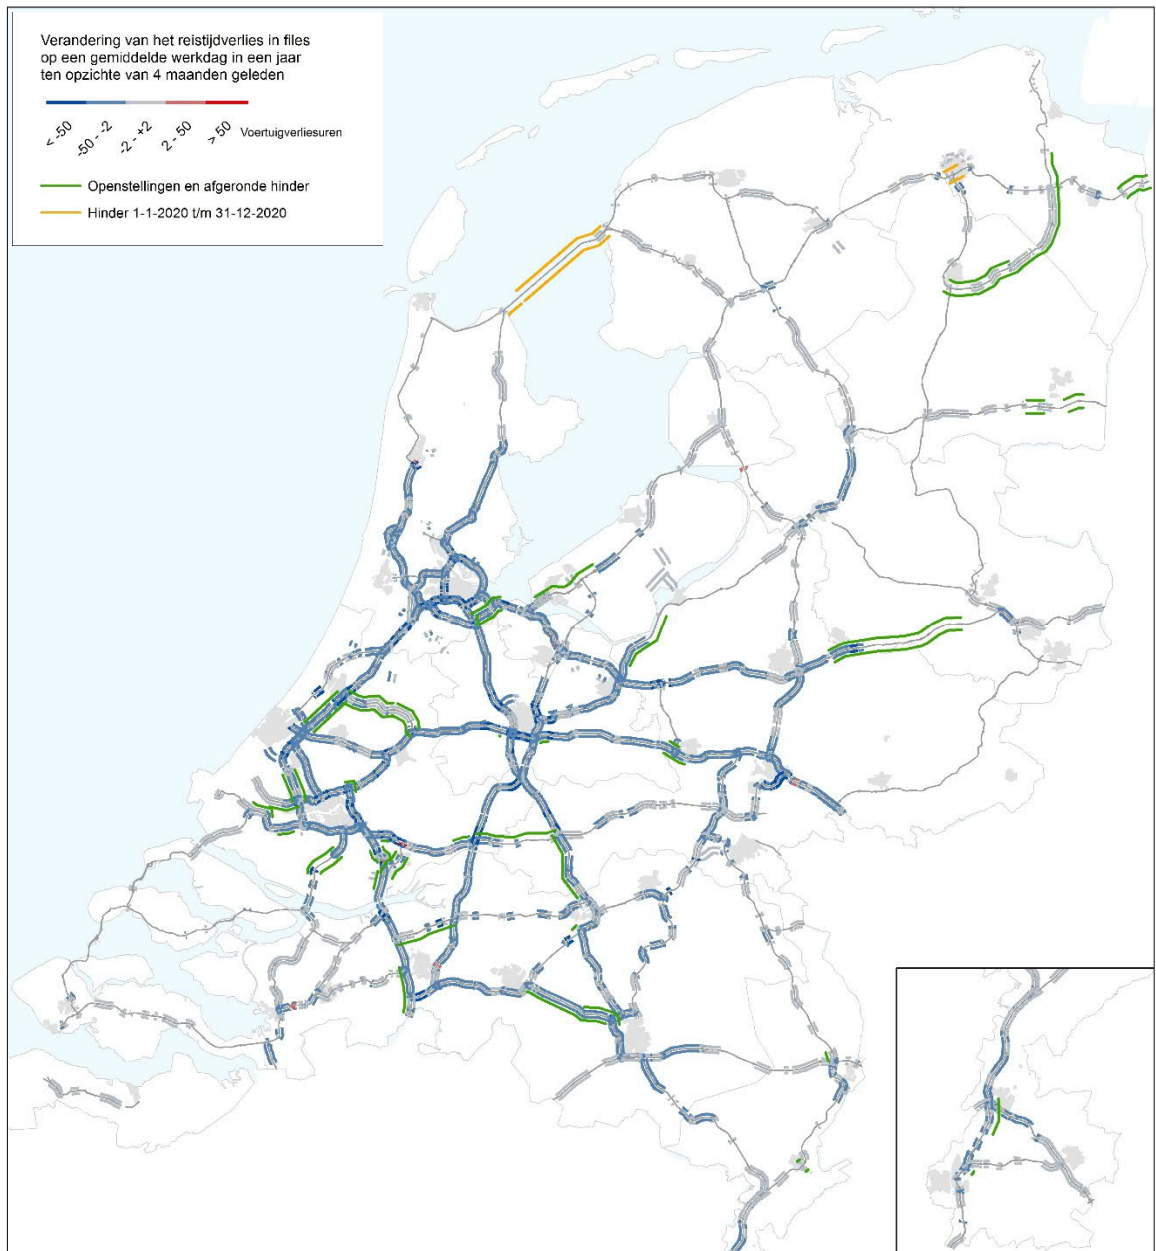 Verandering van het reistijdverlies in files
op een gemiddelde werkdag in een jaar
ten opzichte van 4 maanden geleden
< -50
-50 - -2
-2 - +2
2 - 50
> 50
Voertuigverliesuren
Openstellingen en afgeronde hinder
Hinder 1-1-2020 t/m 31-12-2020